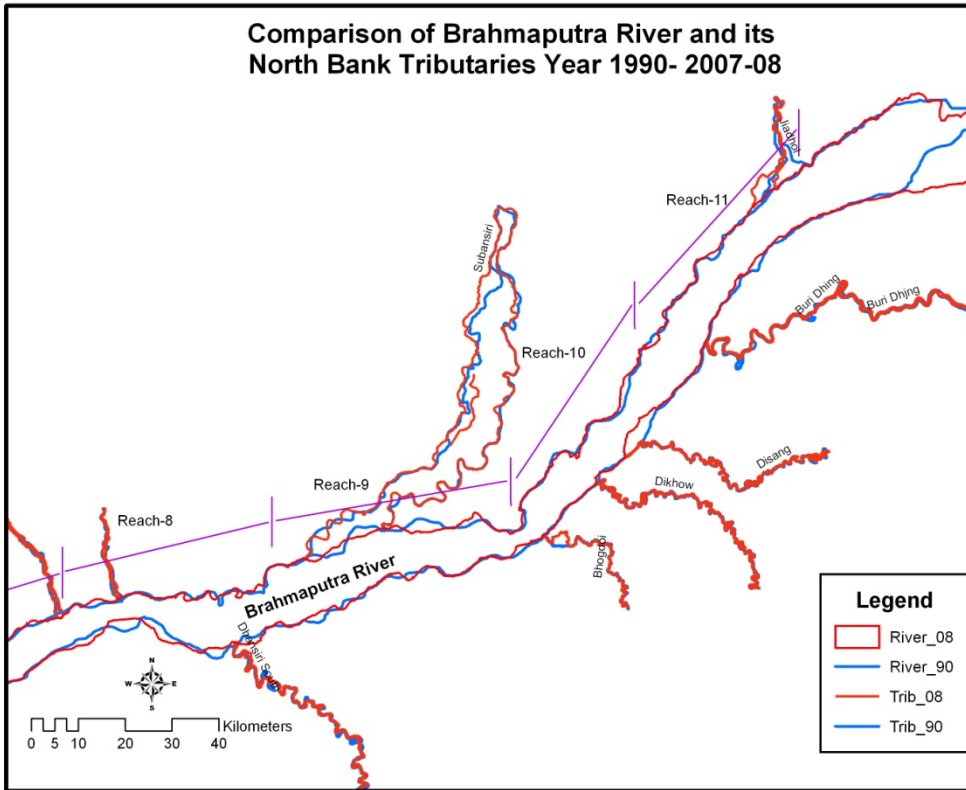 Comparison of Brahmaputra River and its
North Bank Tributaries Year 1990- 2007-08
Jiadhol
Reach-11
Subansiri
Buri Dhing
Buri Dhing
Reach-10
Disang
Reach-9
Dikhow
Reach-8
Bhogdoi
Brahmaputra River
Dhansiri South
Legend
River_08
River_90
Trib_08
Trib_90
N
W E
S
Kilometers
0 5 10 20 30 40